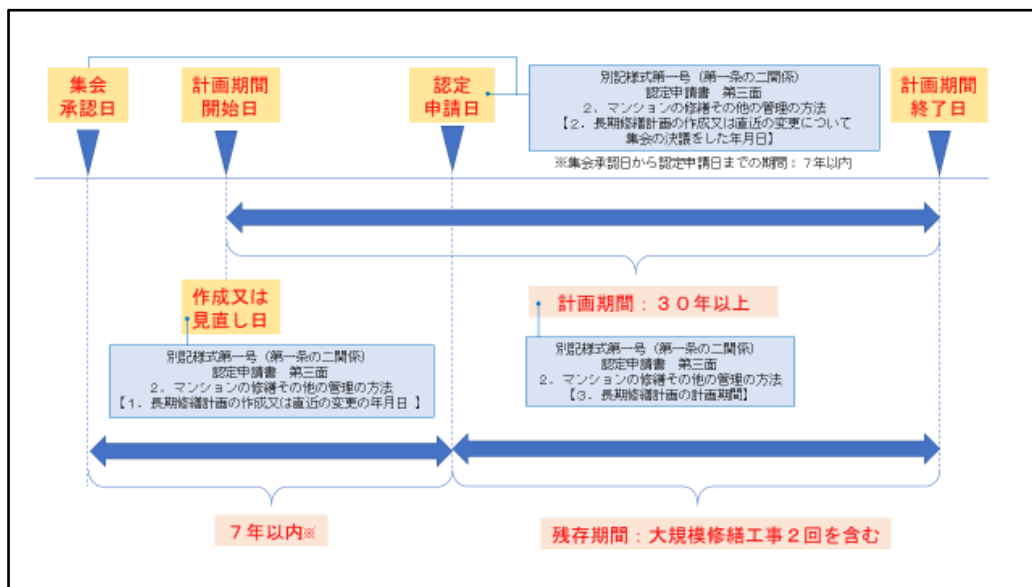 集会
承認日
計画期間
開始日
認定
申請日
計画期間
終了日
別記様式第一号（第一条の二関係）
認定申請書　第三面
２．マンションの修繕その他の管理の方法
【２．長期修繕計画の作成又は直近の変更について
集会の決議をした年月日】
※集会承認日から認定申請日までの期間：７年以内
作成又は
見直し日
計画期間：３０年以上
別記様式第一号（第一条の二関係）
認定申請書　第三面
２．マンションの修繕その他の管理の方法
【１．長期修繕計画の作成又は直近の変更の年月日 】
別記様式第一号（第一条の二関係）
認定申請書　第三面
２．マンションの修繕その他の管理の方法
【３．長期修繕計画の計画期間】
７年以内※
残存期間：大規模修繕工事２回を含む